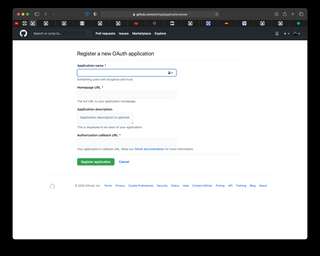 github.com/settings/applications/new
Search or jump to...
Pull requests Issues Marketplace Explore
Register a new OAuth application
Application name *
Something users will recognize and trust.
Homepage URL *
The full URL to your application homepage.
Application description
Application description is optional
This is displayed to all users of your application.
Authorization callback URL *
Your application's callback URL. Read our OAuth documentation for more information.
Register application Cancel
© 2022 GitHub, Inc. Terms Privacy Cookie Preferences Security Status Docs Contact GitHub Pricing API Training Blog About